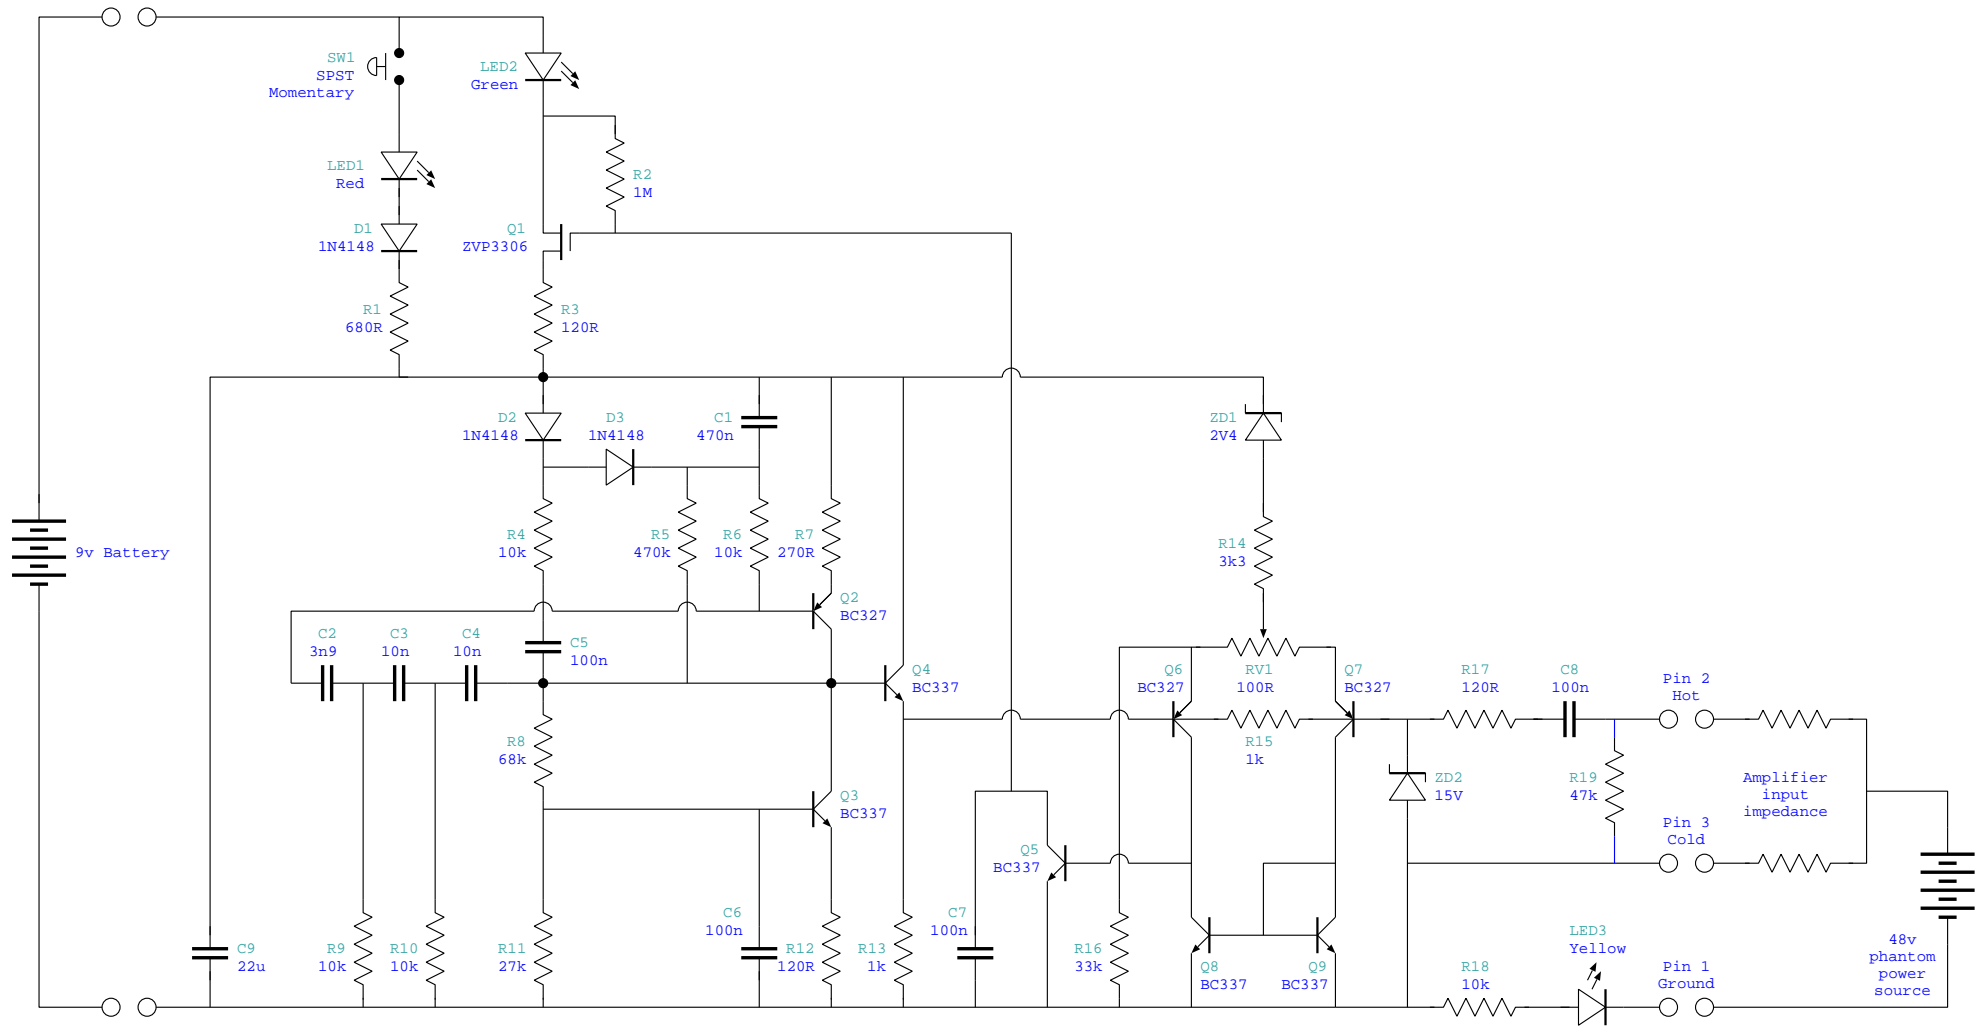 SW1
SPST
Momentary
LED2
Green
LED1
Red
R2
1M
D1
1N4148
Q1
ZVP3306
R1
680R
R3
120R
D2
1N4148
D3
1N4148
C1
470n
ZD1
2V4
9v Battery
R4
10k
R5
470k
R6
10k
R7
270R
R14
3k3
Q2
BC327
C2
3n9
C3
10n
C4
10n
C5
100n
Q4
BC337
Q6
BC327
RV1
100R
Q7
BC327
R17
120R
C8
100n
Pin 2
Hot
R8
68k
R15
1k
ZD2
15V
R19
47k
Amplifier
input
impedance
Q3
BC337
Pin 3
Cold
Q5
BC337
C9
22u
R9
10k
R10
10k
R11
27k
C6
100n
R12
120R
R13
1k
C7
100n
R16
33k
Q8
BC337
Q9
BC337
R18
10k
LED3
Yellow
Pin 1
Ground
48v
phantom
power
source